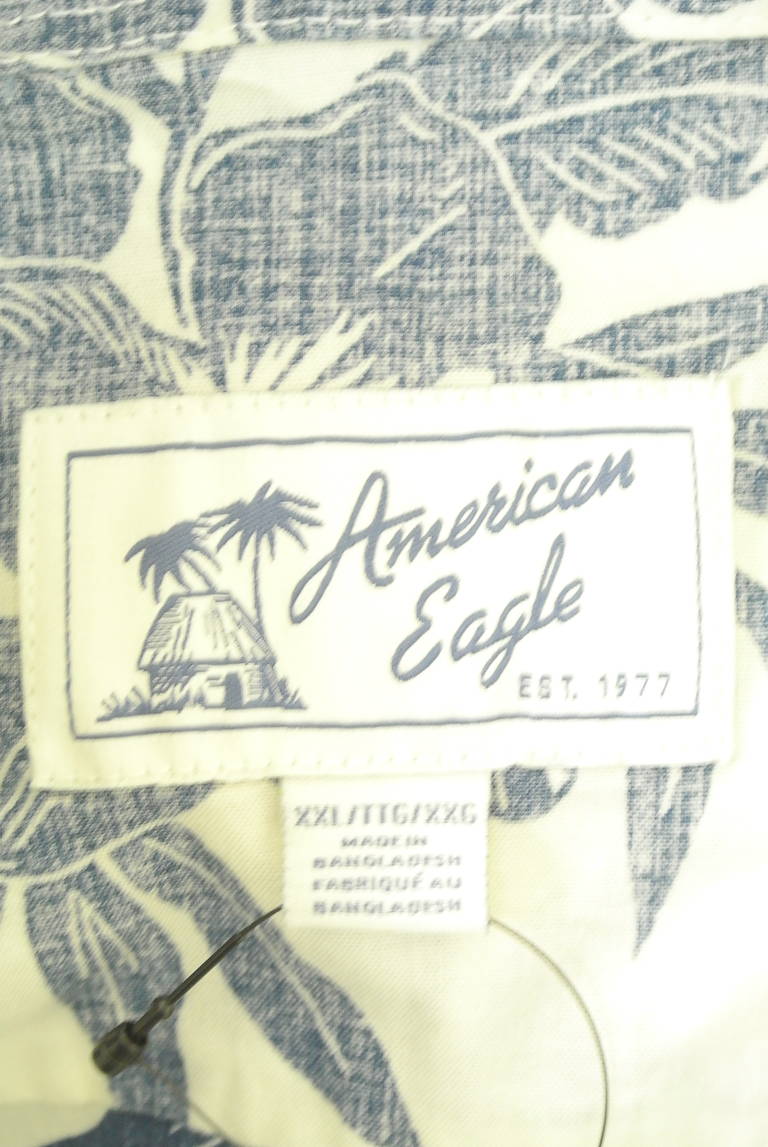 American
Eagle
EST. 1977
XXL/TTG/XXG
MADE IN
BANGLADESH
FABRIQUÉ AU
BANGLADESH